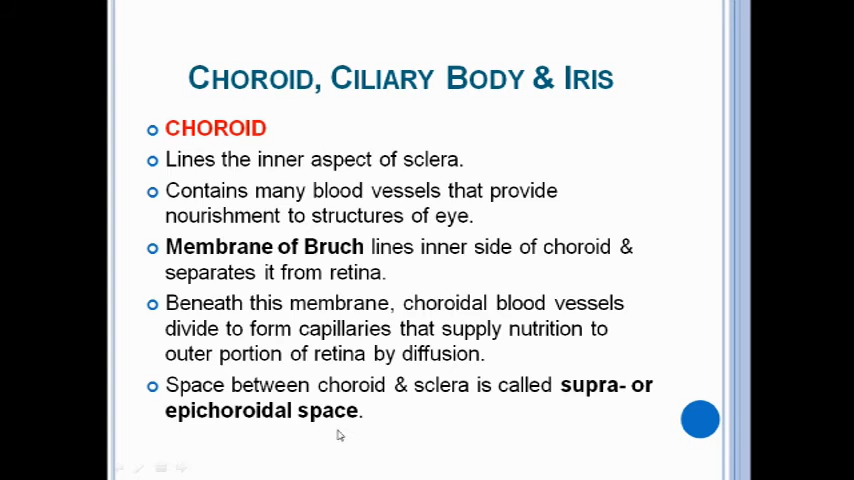 CHOROID, CILIARY BODY & IRIS
CHOROID
Lines the inner aspect of sclera.
Contains many blood vessels that provide
nourishment to structures of eye.
Membrane of Bruch lines inner side of choroid &
separates it from retina.
Beneath this membrane, choroidal blood vessels
divide to form capillaries that supply nutrition to
outer portion of retina by diffusion.
Space between choroid & sclera is called supra- or
epichoroidal space.